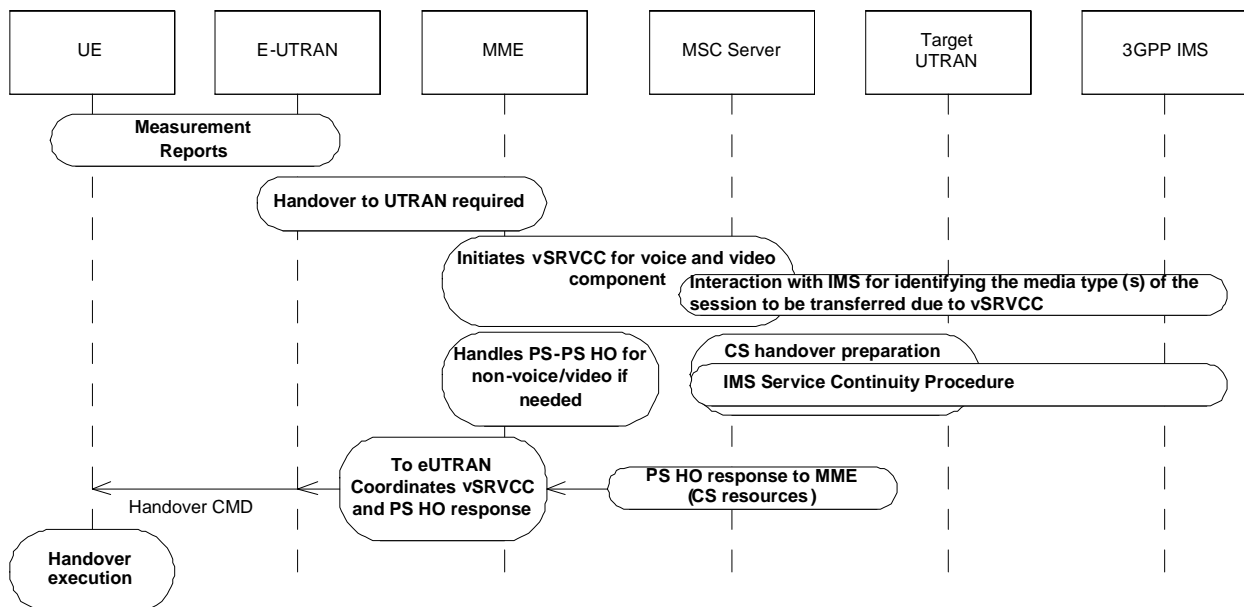 UE
E-UTRAN
MME
MSC Server
Target
UTRAN
3GPP IMS
Measurement
Reports
Handover to UTRAN required
Initiates vSRVCC for voice and video
component
Interaction with IMS for identifying the media type (s) of the
session to be transferred due to vSRVCC
Handles PS-PS HO for
non-voice/video if
needed
CS handover preparation
IMS Service Continuity Procedure
To eUTRAN
Coordinates vSRVCC
and PS HO response
PS HO response to MME
(CS resources)
Handover CMD
Handover
execution